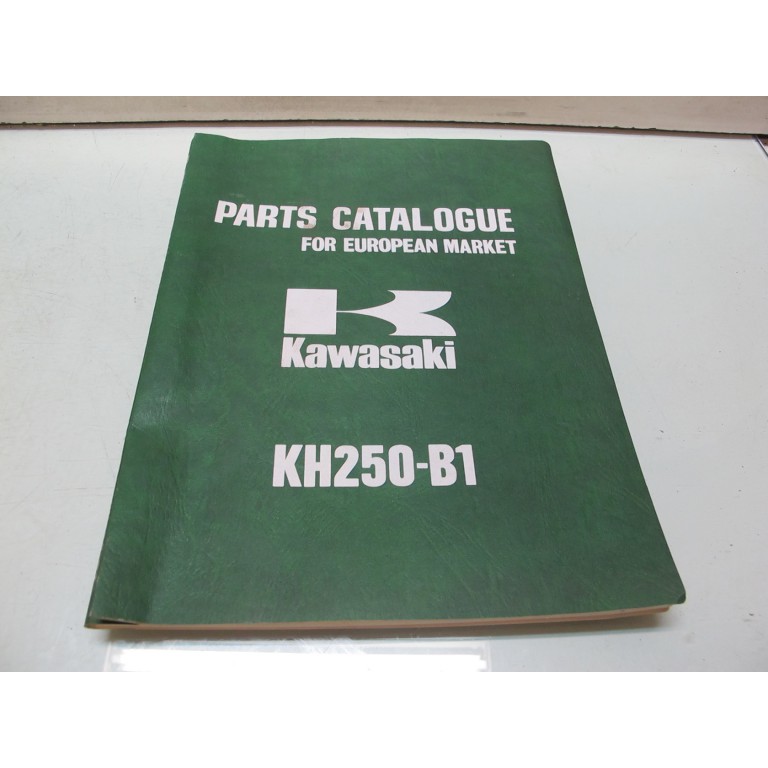 PARTS CATALOGUE
FOR EUROPEAN MARKET
Kawasaki
KH250-B1